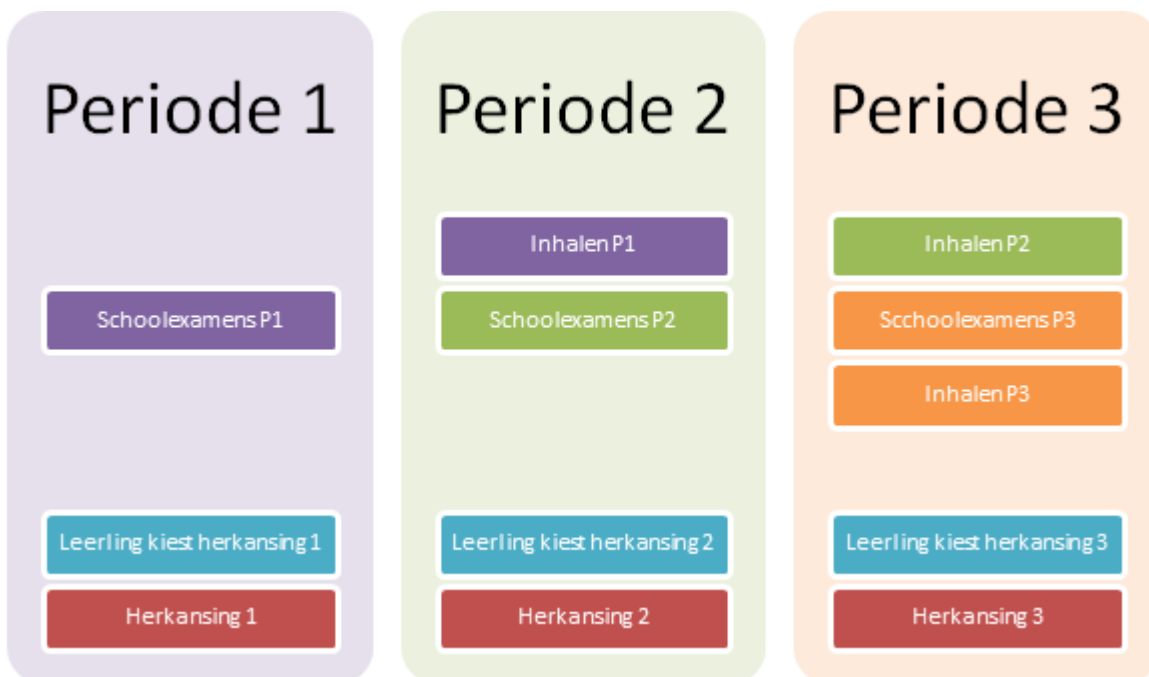 Periode 1
Schoolexamens P1
Leerling kiest herkansing 1
Herkansing 1
Periode 2
Inhalen P1
Schoolexamens P2
Leerling kiest herkansing 2
Herkansing 2
Periode 3
Inhalen P2
Scchoolexamens P3
Inhalen P3
Leerling kiest herkansing 3
Herkansing 3